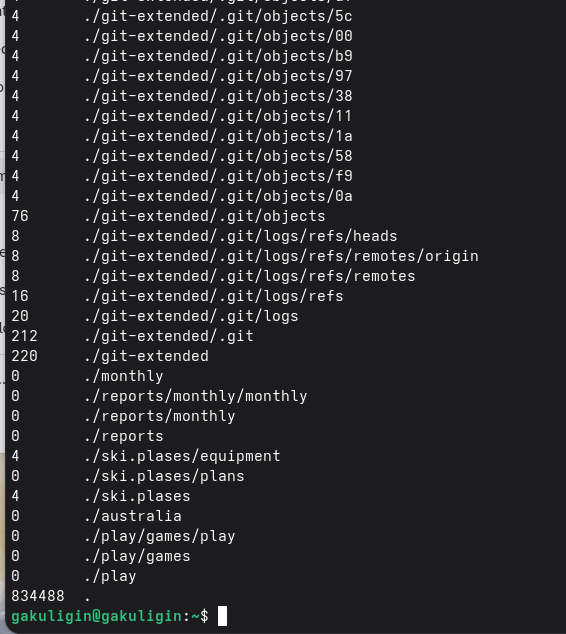 4 ./git-extended/.git/objects/5c
4 ./git-extended/.git/objects/00
4 ./git-extended/.git/objects/b9
4 ./git-extended/.git/objects/97
4 ./git-extended/.git/objects/38
4 ./git-extended/.git/objects/11
4 ./git-extended/.git/objects/1a
4 ./git-extended/.git/objects/58
4 ./git-extended/.git/objects/f9
4 ./git-extended/.git/objects/0a
76 ./git-extended/.git/objects
8 ./git-extended/.git/logs/refs/heads
8 ./git-extended/.git/logs/refs/remotes/origin
8 ./git-extended/.git/logs/refs/remotes
16 ./git-extended/.git/logs/refs
20 ./git-extended/.git/logs
212 ./git-extended/.git
220 ./git-extended
0 ./monthly
0 ./reports/monthly/monthly
0 ./reports/monthly
0 ./reports
4 ./ski.plases/equipment
0 ./ski.plases/plans
4 ./ski.plases
0 ./australia
0 ./play/games/play
0 ./play/games
0 ./play
834488 .
gakuligin@gakuligin:~$